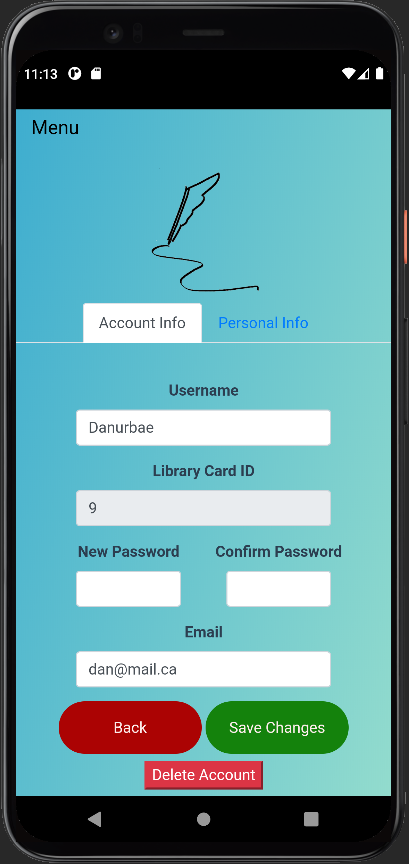 11:13
Menu
Account Info Personal Info
Username
Danurbae
Library Card ID
9
New Password Confirm Password
Email
dan@mail.ca
Back Save Changes
Delete Account